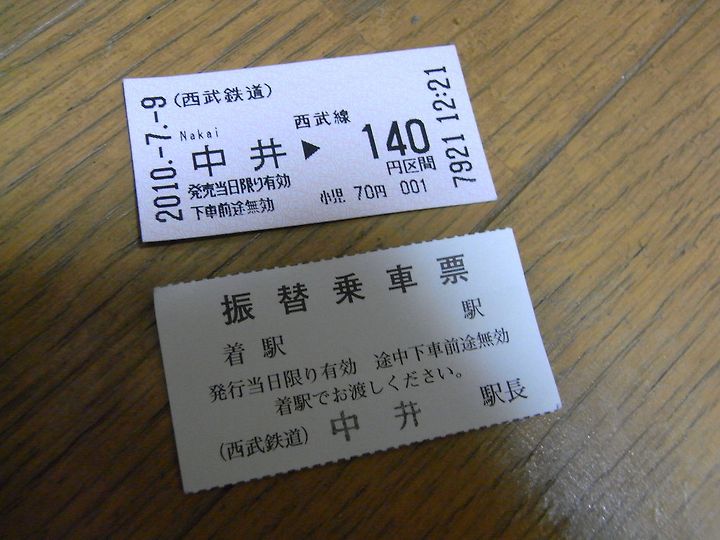 2010.-7.-9
(西武鉄道)
西武線
Nakai
中井▶140
円区間
発売当日限り有効
小児 70円 001
下車前途無効
7921 12:21
振替乗車票
着駅 駅
発行当日限り有効 途中下車前途無効
着駅でお渡しください。
(西武鉄道) 中井 駅長